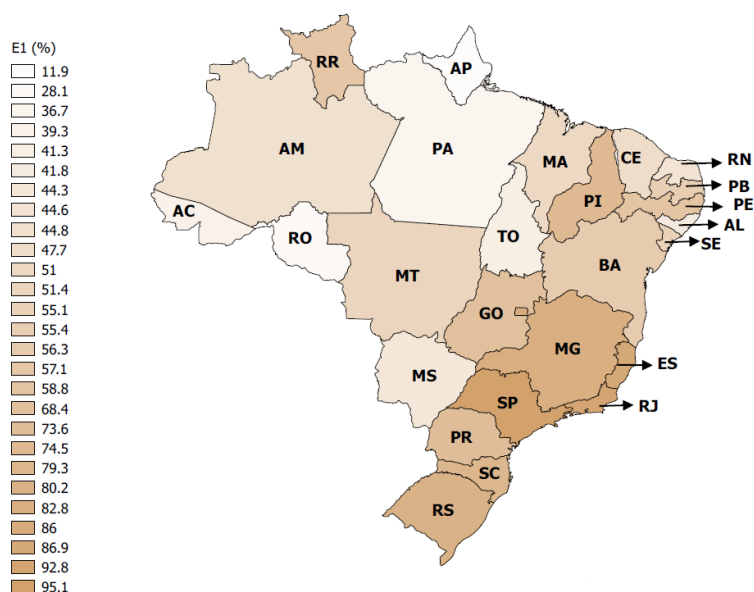 E1 (%)
11.9
28.1
36.7
39.3
41.3
41.8
44.3
44.6
44.8
47.7
51
51.4
55.1
55.4
56.3
57.1
58.8
68.4
73.6
74.5
79.3
80.2
82.8
86
86.9
92.8
95.1
RR
AP
AM
PA
MA
CE
RN
PB
PE
AL
SE
PI
AC
RO
TO
BA
MT
GO
MG
ES
MS
SP
RJ
PR
SC
RS